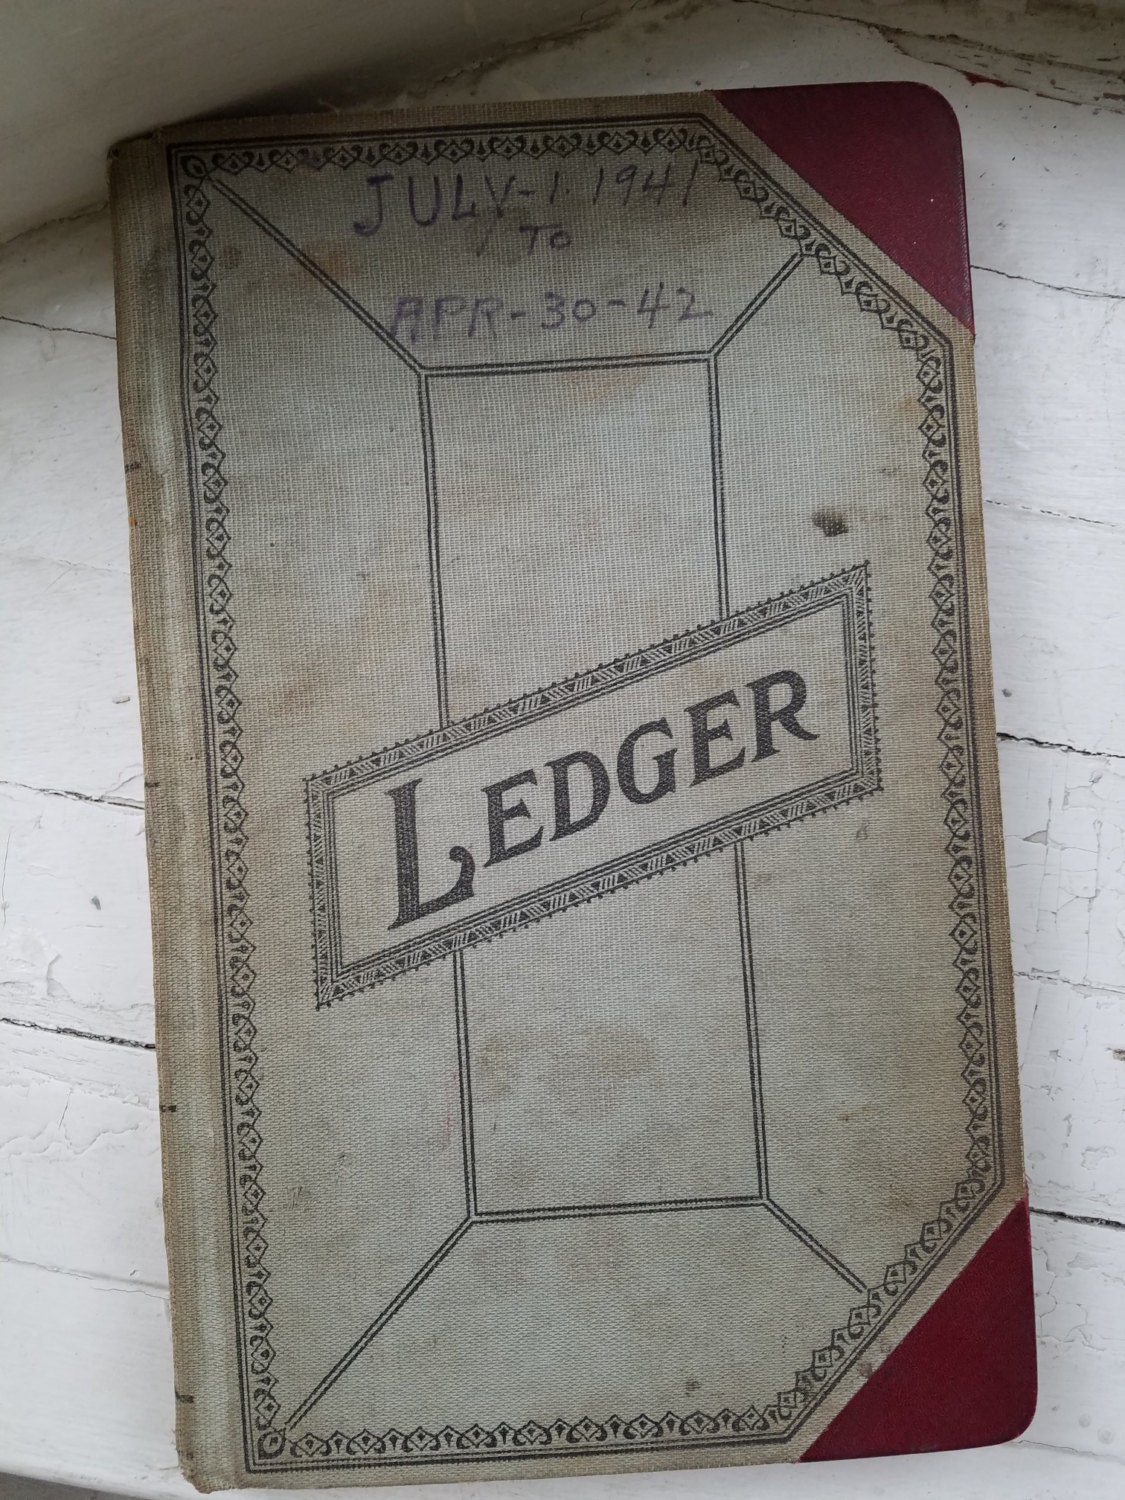 JULY-1-1941
TO
APR-30-42
LEDGER